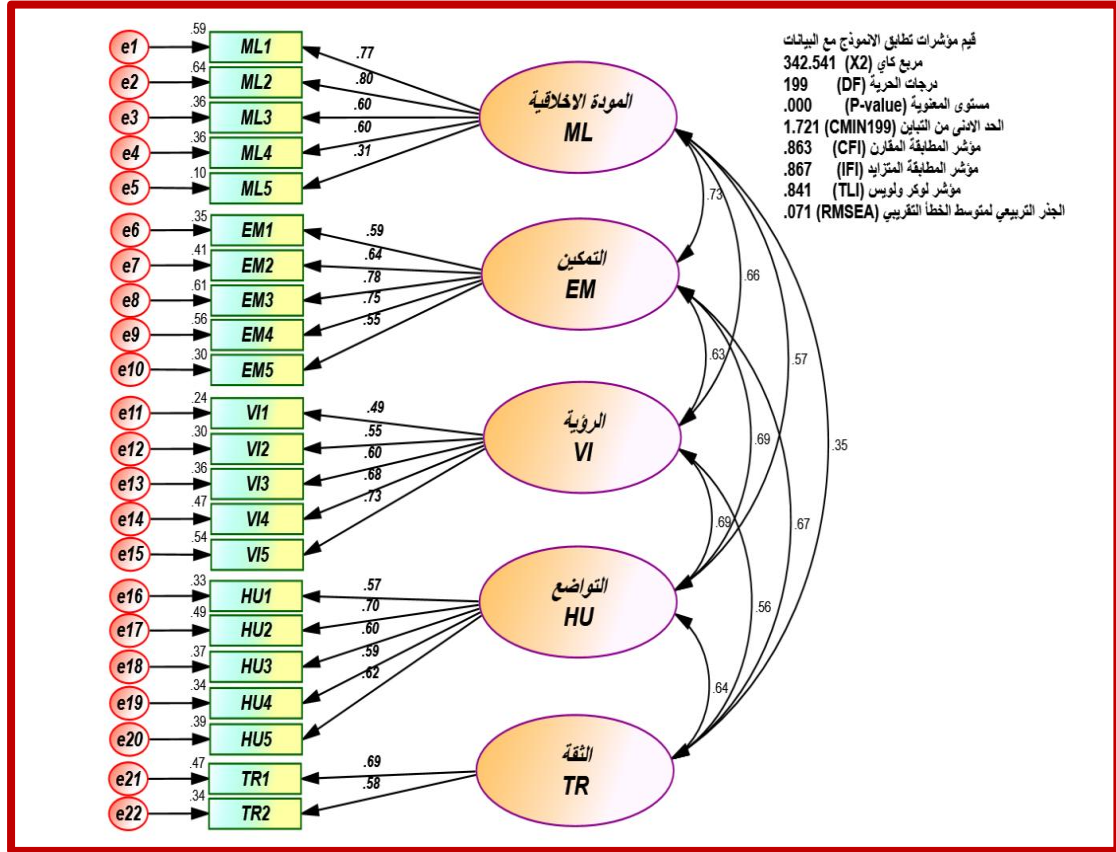 قيم مؤشرات تطابق الانموذج مع البيانات
مربع كاي (X2) 342.541
درجات الحرية (DF) 199
مستوى المعنوية (P-value) .000
الحد الادنى من التباين (CMIN199) 1.721
مؤشر المطابقة المقارن (CFI) .863
مؤشر المطابقة المتزايد (IFI) .867
مؤشر لوكر ولويس (TLI) .841
الجذر التربيعي لمتوسط الخطأ التقريبي (RMSEA) .071
e1 .59 ML1 .77
e2 .64 ML2 .80
e3 .36 ML3 .60
e4 .36 ML4 .60
e5 .10 ML5 .31
المودة الاخلاقية
ML
e6 .35 EM1 .59
e7 .41 EM2 .64
e8 .61 EM3 .78
e9 .56 EM4 .75
e10 .30 EM5 .55
التمكين
EM
e11 .24 VI1 .49
e12 .30 VI2 .55
e13 .36 VI3 .60
e14 .47 VI4 .68
e15 .54 VI5 .73
الرؤية
VI
e16 .33 HU1 .57
e17 .49 HU2 .70
e18 .37 HU3 .60
e19 .34 HU4 .59
e20 .39 HU5 .62
التواضع
HU
e21 .47 TR1 .69
e22 .34 TR2 .58
الثقة
TR
.73
.66
.57
.63
.69
.35
.69
.67
.56
.64